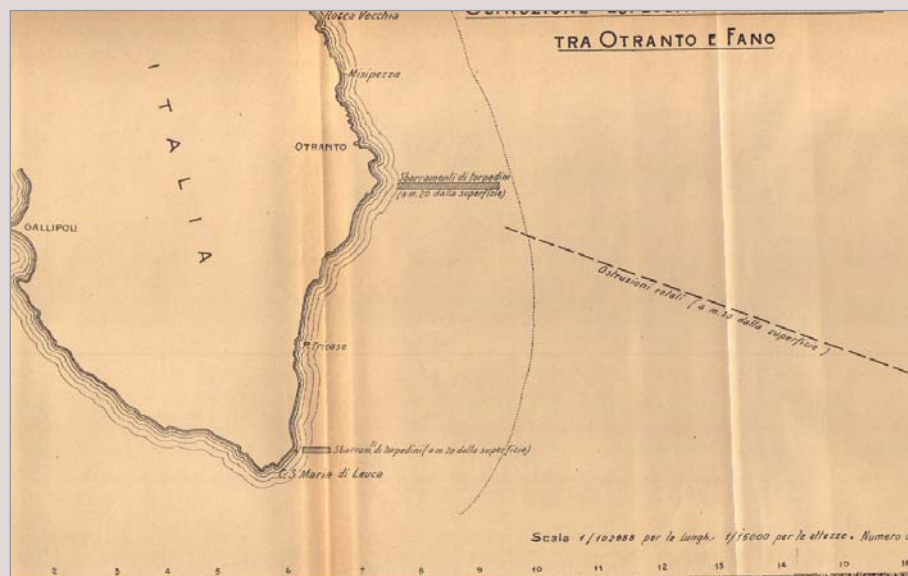 TRA OTRANTO E FANO
Rocca Vecchia
Misipezza
ITALIA
OTRANTO
Sbarramenti di torpedini
(a m. 20 dalla superficie)
GALLIPOLI
Ostruzioni retali (a m. 20 dalla superficie)
Tricase
Sbarram.ti di torpedini (a m. 20 dalla superficie)
C. S. Maria di Leuca
Scala 1/102888 per le lungh. 1/15000 per le altezze. Numero
2 3 4 5 6 7 8 9 10 11 12 13 14 15